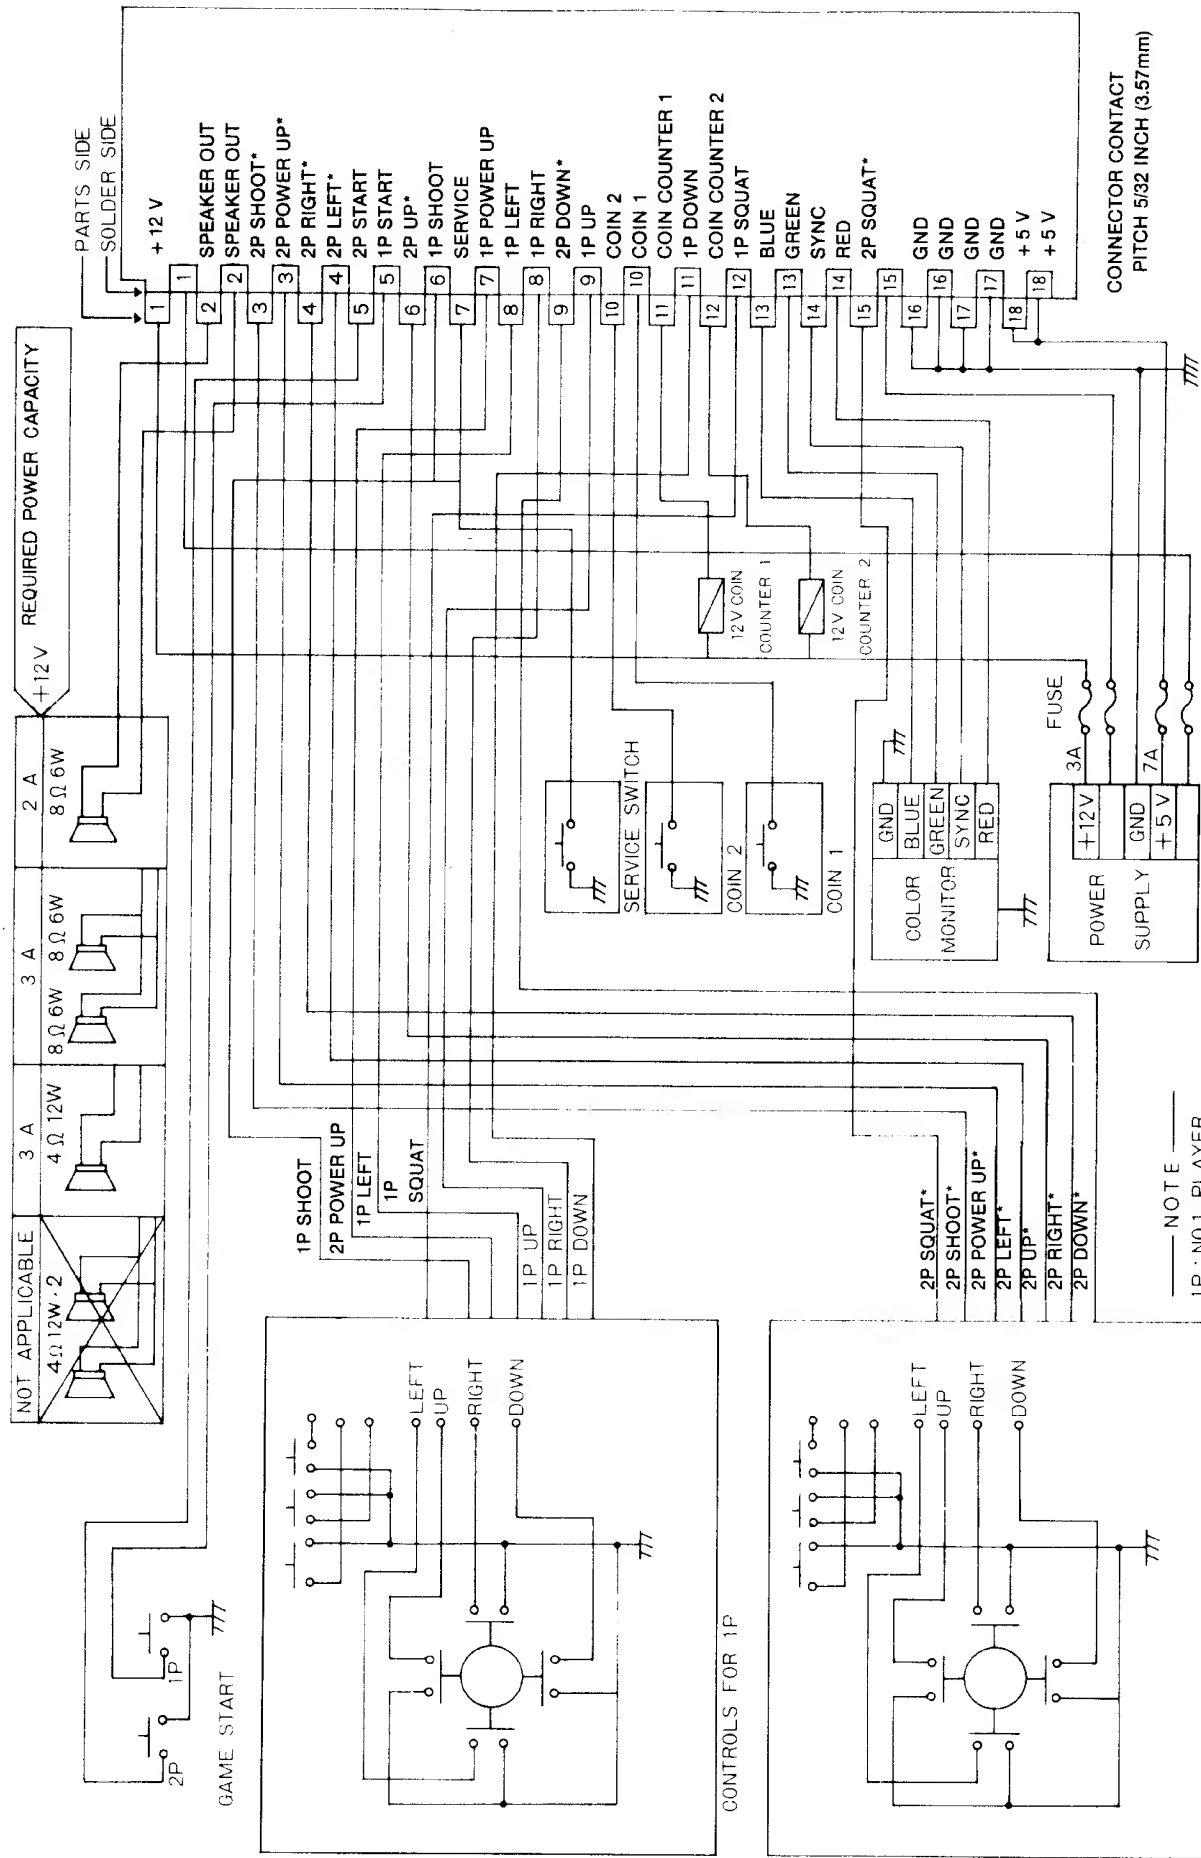 NOT APPLICABLE
3 A
3 A
2 A
+12V
REQUIRED POWER CAPACITY
4Ω 12W·2
4Ω 12W
8Ω 6W
8Ω 6W
8Ω 6W
PARTS SIDE
SOLDER SIDE
+12 V
SPEAKER OUT
SPEAKER OUT
2P SHOOT*
2P POWER UP*
2P RIGHT*
2P LEFT*
2P START
1P START
2P UP*
1P SHOOT
SERVICE
1P POWER UP
1P LEFT
1P RIGHT
2P DOWN*
1P UP
COIN 2
COIN 1
COIN COUNTER 1
1P DOWN
COIN COUNTER 2
1P SQUAT
BLUE
GREEN
SYNC
RED
2P SQUAT*
GND
GND
GND
GND
+5 V
+5 V
1 2 3 4 5 6 7 8 9 10 11 12 13 14 15 16 17 18
1 2 3 4 5 6 7 8 9 10 11 12 13 14 15 16 17 18
CONNECTOR CONTACT
PITCH 5/32 INCH (3.57mm)
2P
1P
GAME START
1P SHOOT
2P POWER UP
1P LEFT
1P
SQUAT
1P UP
1P RIGHT
1P DOWN
LEFT
UP
RIGHT
DOWN
CONTROLS FOR 1P
SERVICE SWITCH
COIN 2
COIN 1
12V COIN
COUNTER 1
12V COIN
COUNTER 2
COLOR
MONITOR
GND
BLUE
GREEN
SYNC
RED
POWER
SUPPLY
+12V
GND
+5 V
3A
7A
FUSE
2P SQUAT*
2P SHOOT*
2P POWER UP*
2P LEFT*
2P UP*
2P RIGHT*
2P DOWN*
LEFT
UP
RIGHT
DOWN
NOTE
1P : NO.1 PLAYER